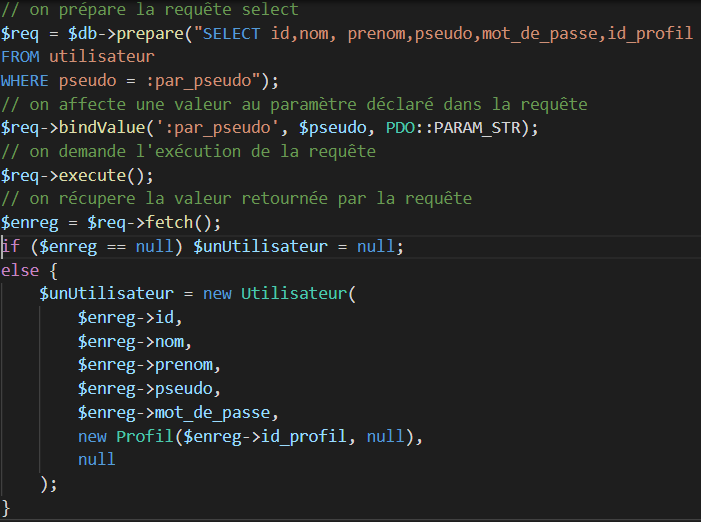 // on prépare la requête select
$req = $db->prepare("SELECT id,nom, prenom,pseudo,mot_de_passe,id_profil
FROM utilisateur
WHERE pseudo = :par_pseudo");
// on affecte une valeur au paramètre déclaré dans la requête
$req->bindValue(':par_pseudo', $pseudo, PDO::PARAM_STR);
// on demande l'exécution de la requête
$req->execute();
// on récupere la valeur retournée par la requête
$enreg = $req->fetch();
if ($enreg == null) $unUtilisateur = null;
else {
    $unUtilisateur = new Utilisateur(
        $enreg->id,
        $enreg->nom,
        $enreg->prenom,
        $enreg->pseudo,
        $enreg->mot_de_passe,
        new Profil($enreg->id_profil, null),
        null
    );
}